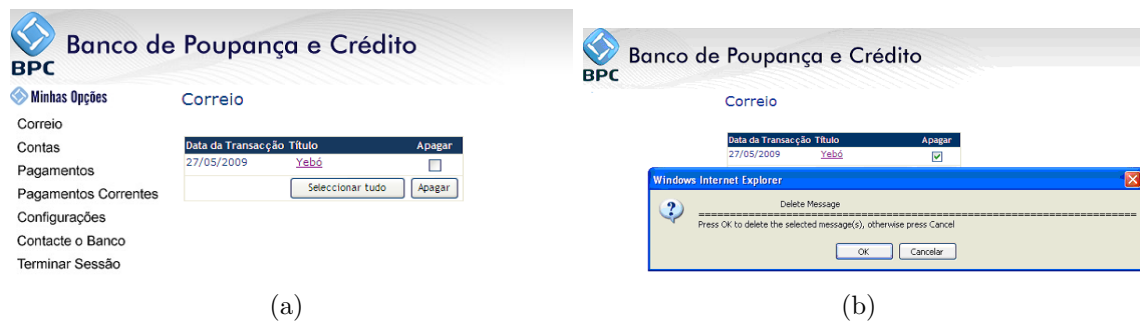 Banco de Poupança e Crédito
BPC
Minhas Opções
Correio
Contas
Pagamentos
Pagamentos Correntes
Configurações
Contacte o Banco
Terminar Sessão
Correio
Data da Transacção Título Apagar
27/05/2009 Yebó
Seleccionar tudo Apagar
(a)
Banco de Poupança e Crédito
BPC
Correio
Data da Transacção Título Apagar
27/05/2009 Yebó
Windows Internet Explorer
Delete Message
================================================================================
Press OK to delete the selected message(s), otherwise press Cancel
OK Cancelar
(b)